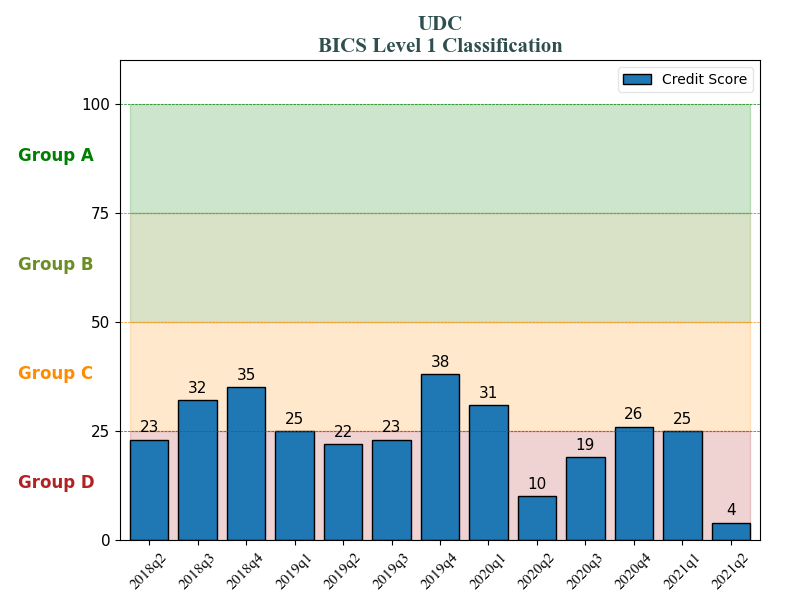 UDC
BICS Level 1 Classification
Credit Score
100
Group A
75
Group B
50
Group C
25
Group D
0
23
32
35
25
22
23
38
31
10
19
26
25
4
2018q2
2018q3
2018q4
2019q1
2019q2
2019q3
2019q4
2020q1
2020q2
2020q3
2020q4
2021q1
2021q2